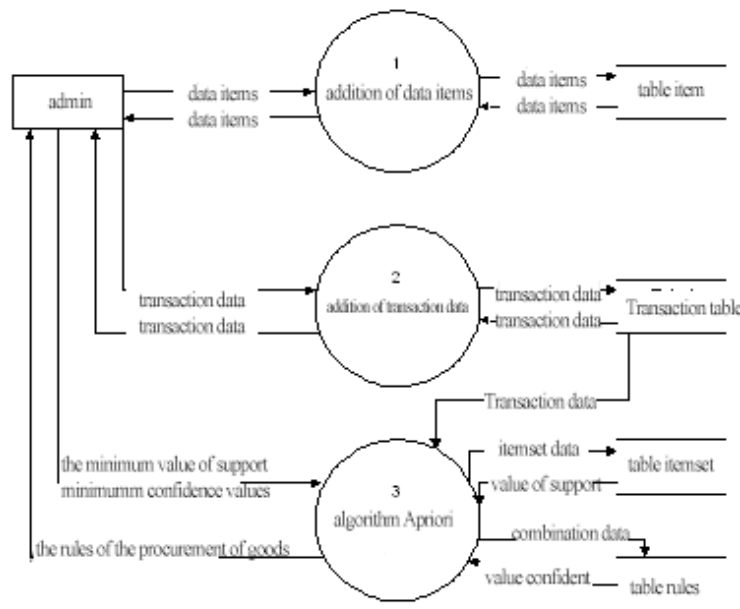 1
addition of data items
admin
data items
data items
data items
data items
table item
2
addition of transaction data
transaction data
transaction data
transaction data
transaction data
Transaction table
Transaction data
3
algorithm Apriori
the minimum value of support
minimumm confidence values
the rules of the procurement of goods
itemset data
value of support
table itemset
combination data
value confident
table rules